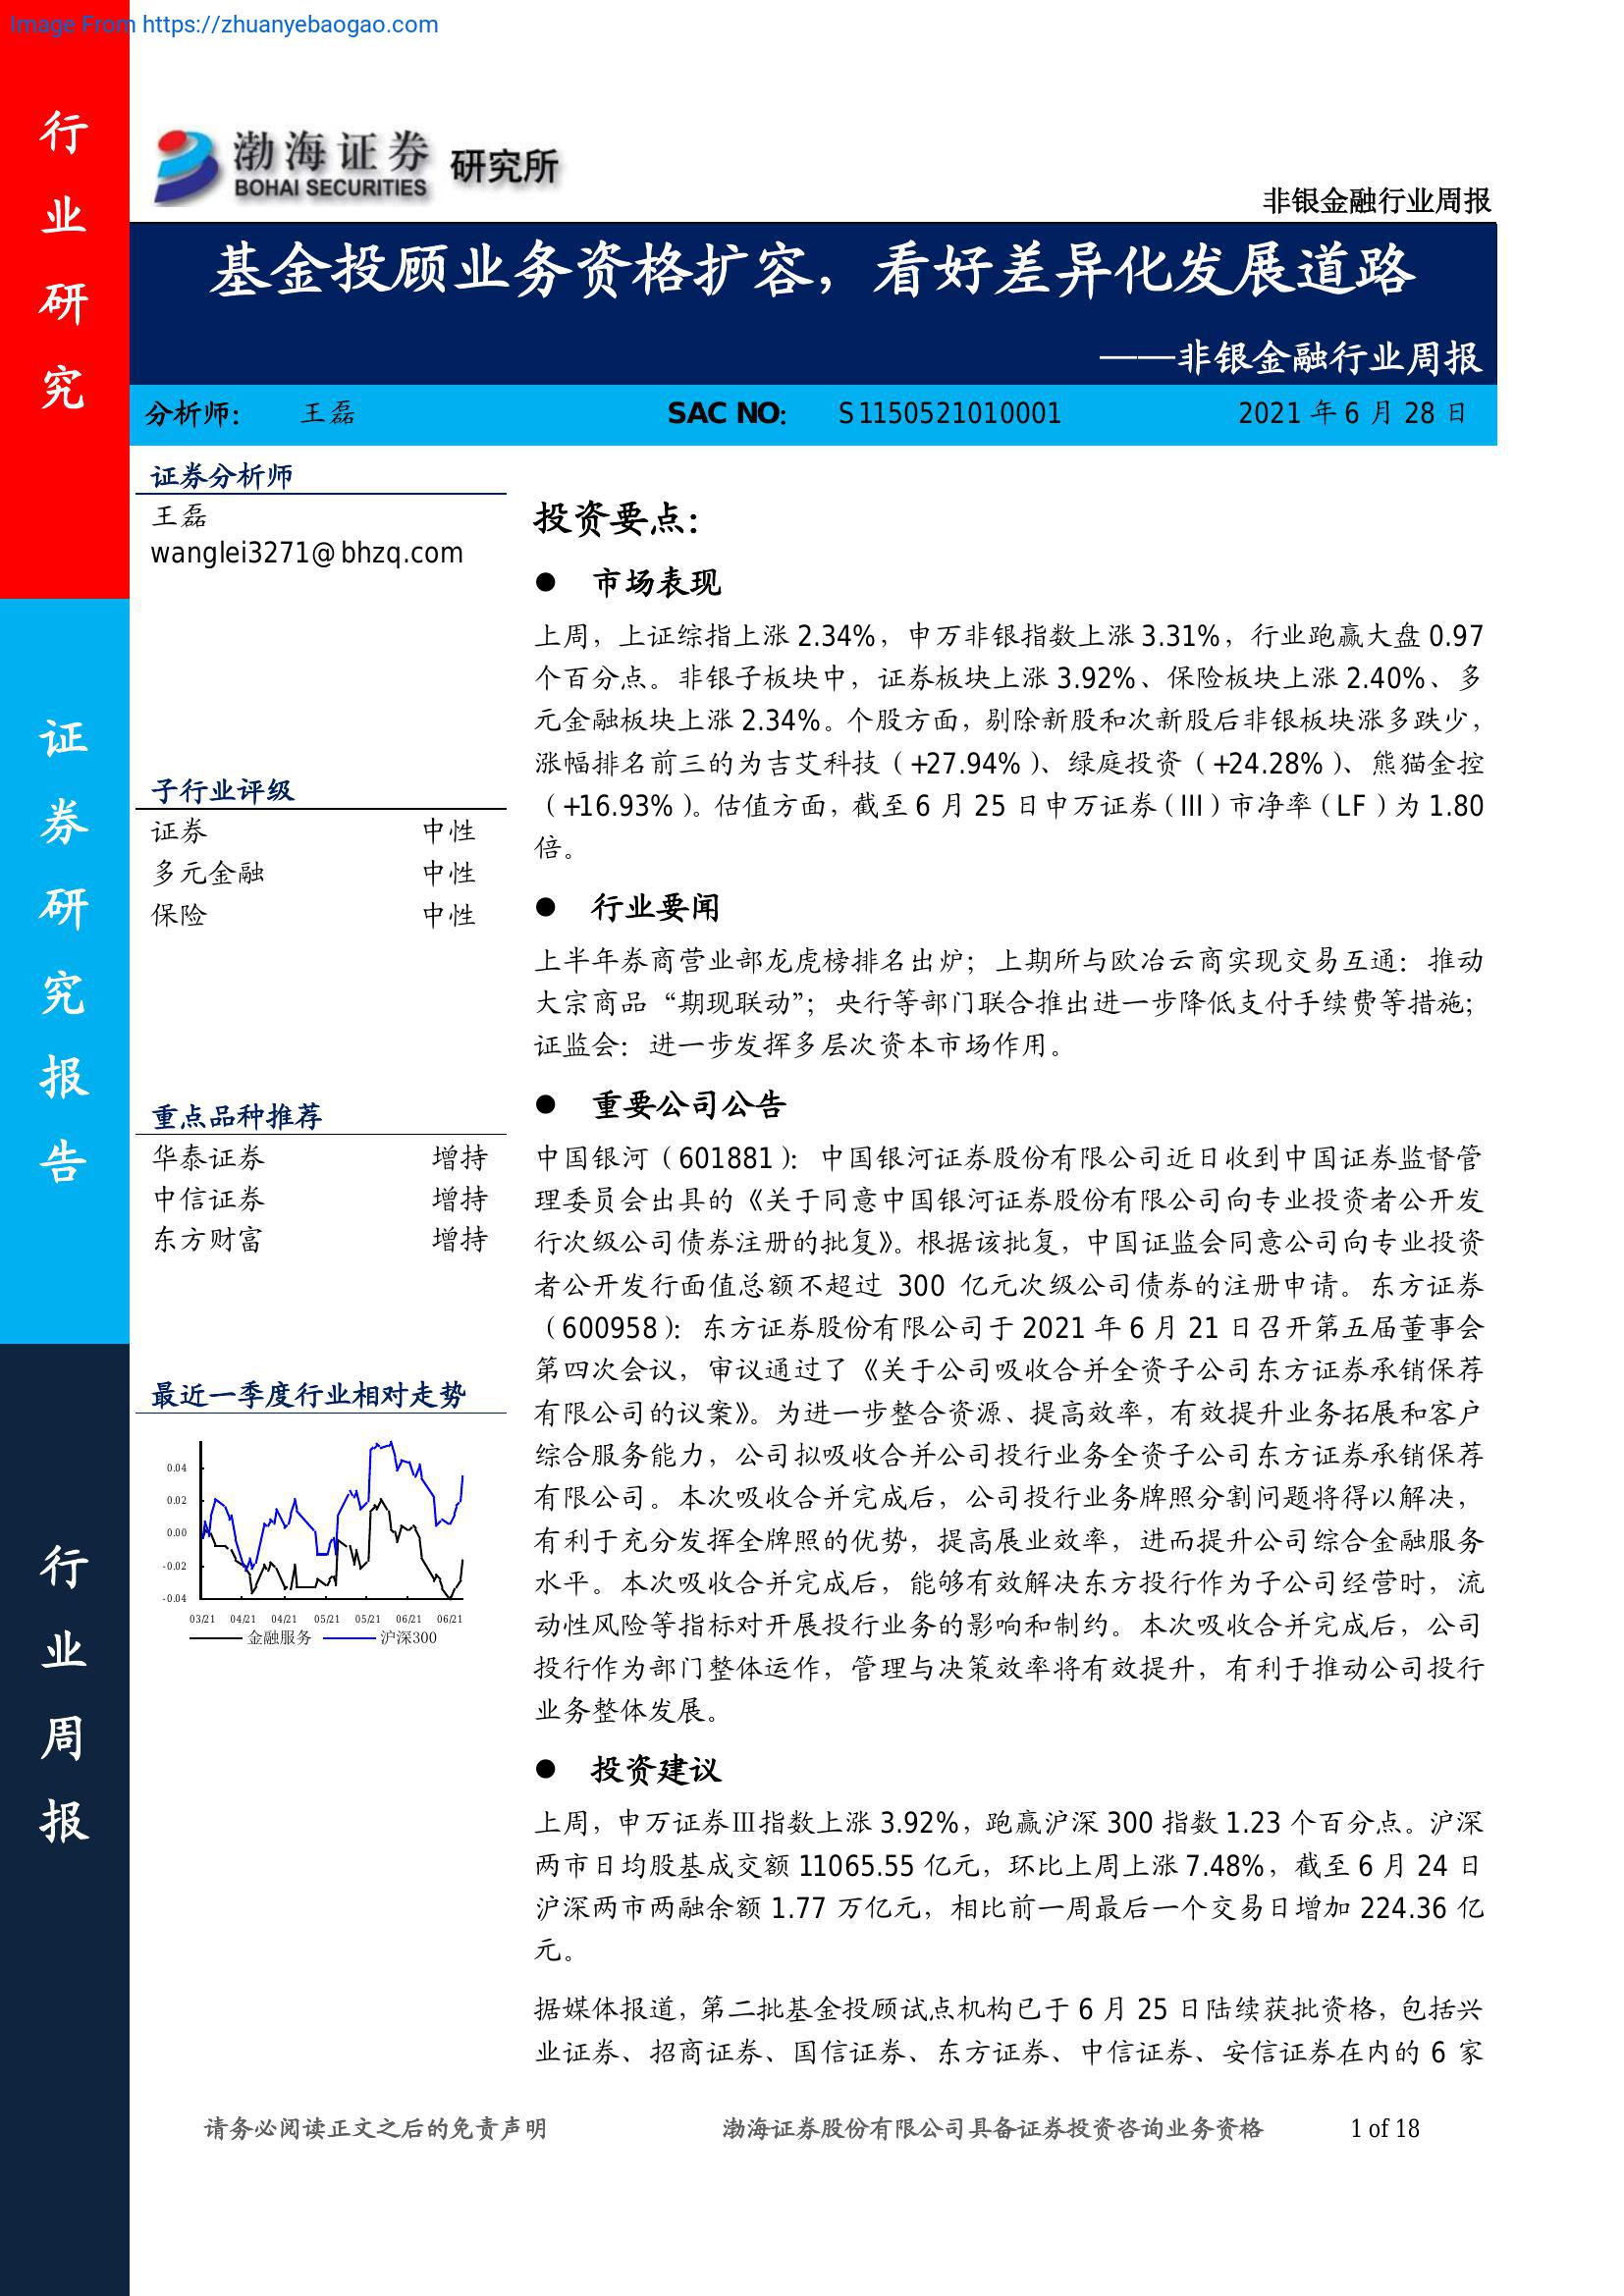 Image From https://zhuanyebaogao.com
行业研究
证券研究报告
行业周报
渤海证券 研究所
BOHAI SECURITIES
非银金融行业周报
基金投顾业务资格扩容，看好差异化发展道路
——非银金融行业周报
分析师： 王磊 SAC NO： S1150521010001 2021 年 6 月 28 日
证券分析师
王磊
wanglei3271@bhzq.com
子行业评级
证券 中性
多元金融 中性
保险 中性
重点品种推荐
华泰证券 增持
中信证券 增持
东方财富 增持
最近一季度行业相对走势
0.04
0.02
0.00
-0.02
-0.04
03/21 04/21 04/21 05/21 05/21 06/21 06/21
金融服务 沪深300
投资要点：
● 市场表现
上周，上证综指上涨 2.34%，申万非银指数上涨 3.31%，行业跑赢大盘 0.97
个百分点。非银子板块中，证券板块上涨 3.92%、保险板块上涨 2.40%、多
元金融板块上涨 2.34%。个股方面，剔除新股和次新股后非银板块涨多跌少，
涨幅排名前三的为吉艾科技（+27.94%）、绿庭投资（+24.28%）、熊猫金控
（+16.93%）。估值方面，截至 6 月 25 日申万证券（III）市净率（LF）为 1.80
倍。
● 行业要闻
上半年券商营业部龙虎榜排名出炉；上期所与欧冶云商实现交易互通：推动
大宗商品“期现联动”；央行等部门联合推出进一步降低支付手续费等措施；
证监会：进一步发挥多层次资本市场作用。
● 重要公司公告
中国银河（601881）：中国银河证券股份有限公司近日收到中国证券监督管
理委员会出具的《关于同意中国银河证券股份有限公司向专业投资者公开发
行次级公司债券注册的批复》。根据该批复，中国证监会同意公司向专业投资
者公开发行面值总额不超过 300 亿元次级公司债券的注册申请。东方证券
（600958）：东方证券股份有限公司于 2021 年 6 月 21 日召开第五届董事会
第四次会议，审议通过了《关于公司吸收合并全资子公司东方证券承销保荐
有限公司的议案》。为进一步整合资源、提高效率，有效提升业务拓展和客户
综合服务能力，公司拟吸收合并公司投行业务全资子公司东方证券承销保荐
有限公司。本次吸收合并完成后，公司投行业务牌照分割问题将得以解决，
有利于充分发挥全牌照的优势，提高展业效率，进而提升公司综合金融服务
水平。本次吸收合并完成后，能够有效解决东方投行作为子公司经营时，流
动性风险等指标对开展投行业务的影响和制约。本次吸收合并完成后，公司
投行作为部门整体运作，管理与决策效率将有效提升，有利于推动公司投行
业务整体发展。
● 投资建议
上周，申万证券Ⅲ指数上涨 3.92%，跑赢沪深 300 指数 1.23 个百分点。沪深
两市日均股基成交额 11065.55 亿元，环比上周上涨 7.48%，截至 6 月 24 日
沪深两市两融余额 1.77 万亿元，相比前一周最后一个交易日增加 224.36 亿
元。
据媒体报道，第二批基金投顾试点机构已于 6 月 25 日陆续获批资格，包括兴
业证券、招商证券、国信证券、东方证券、中信证券、安信证券在内的 6 家
请务必阅读正文之后的免责声明 渤海证券股份有限公司具备证券投资咨询业务资格 1 of 18